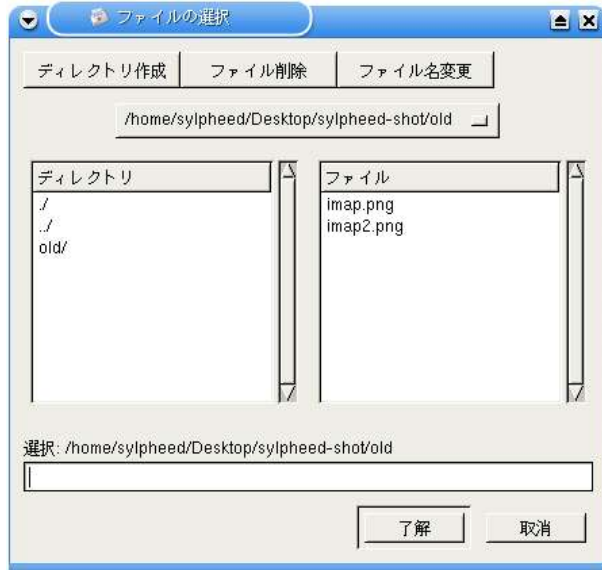 ファイルの選択
ディレクトリ作成 ファイル削除 ファイル名変更
/home/sylpheed/Desktop/sylpheed-shot/old
ディレクトリ ファイル
./ imap.png
../ imap2.png
old/
選択: /home/sylpheed/Desktop/sylpheed-shot/old
了解 取消